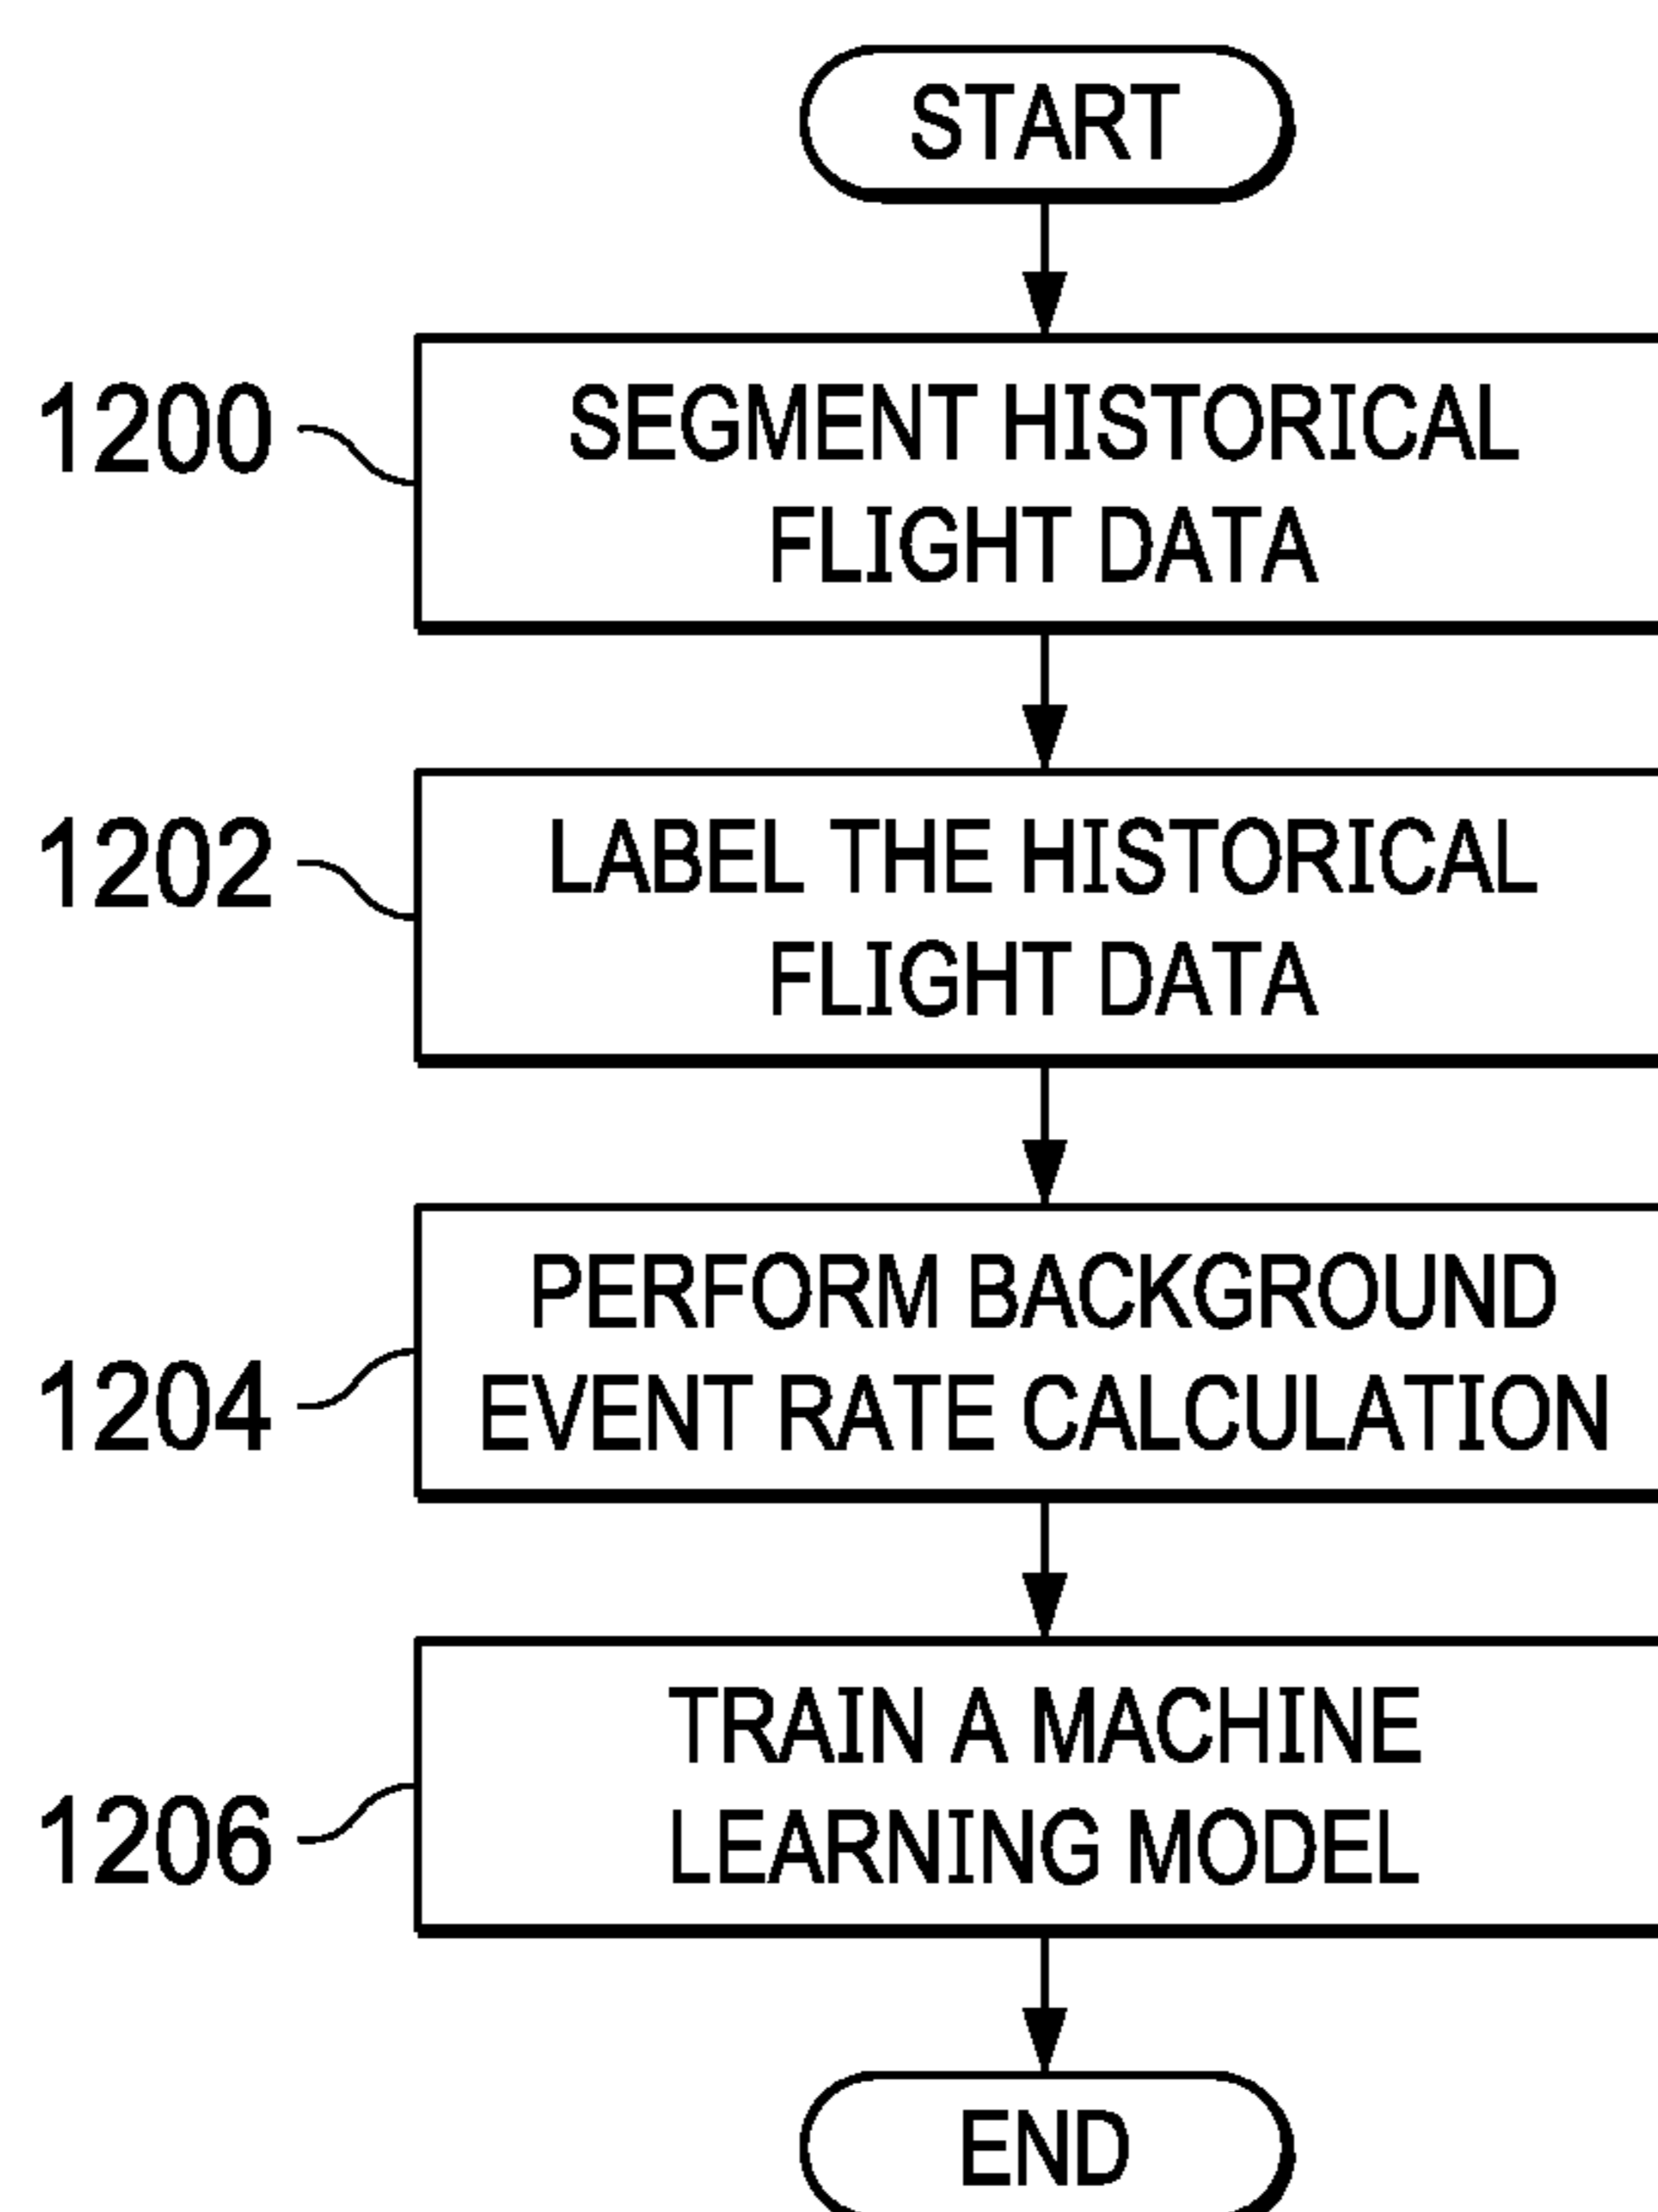 START
1200
SEGMENT HISTORICAL
FLIGHT DATA
1202
LABEL THE HISTORICAL
FLIGHT DATA
1204
PERFORM BACKGROUND
EVENT RATE CALCULATION
1206
TRAIN A MACHINE
LEARNING MODEL
END